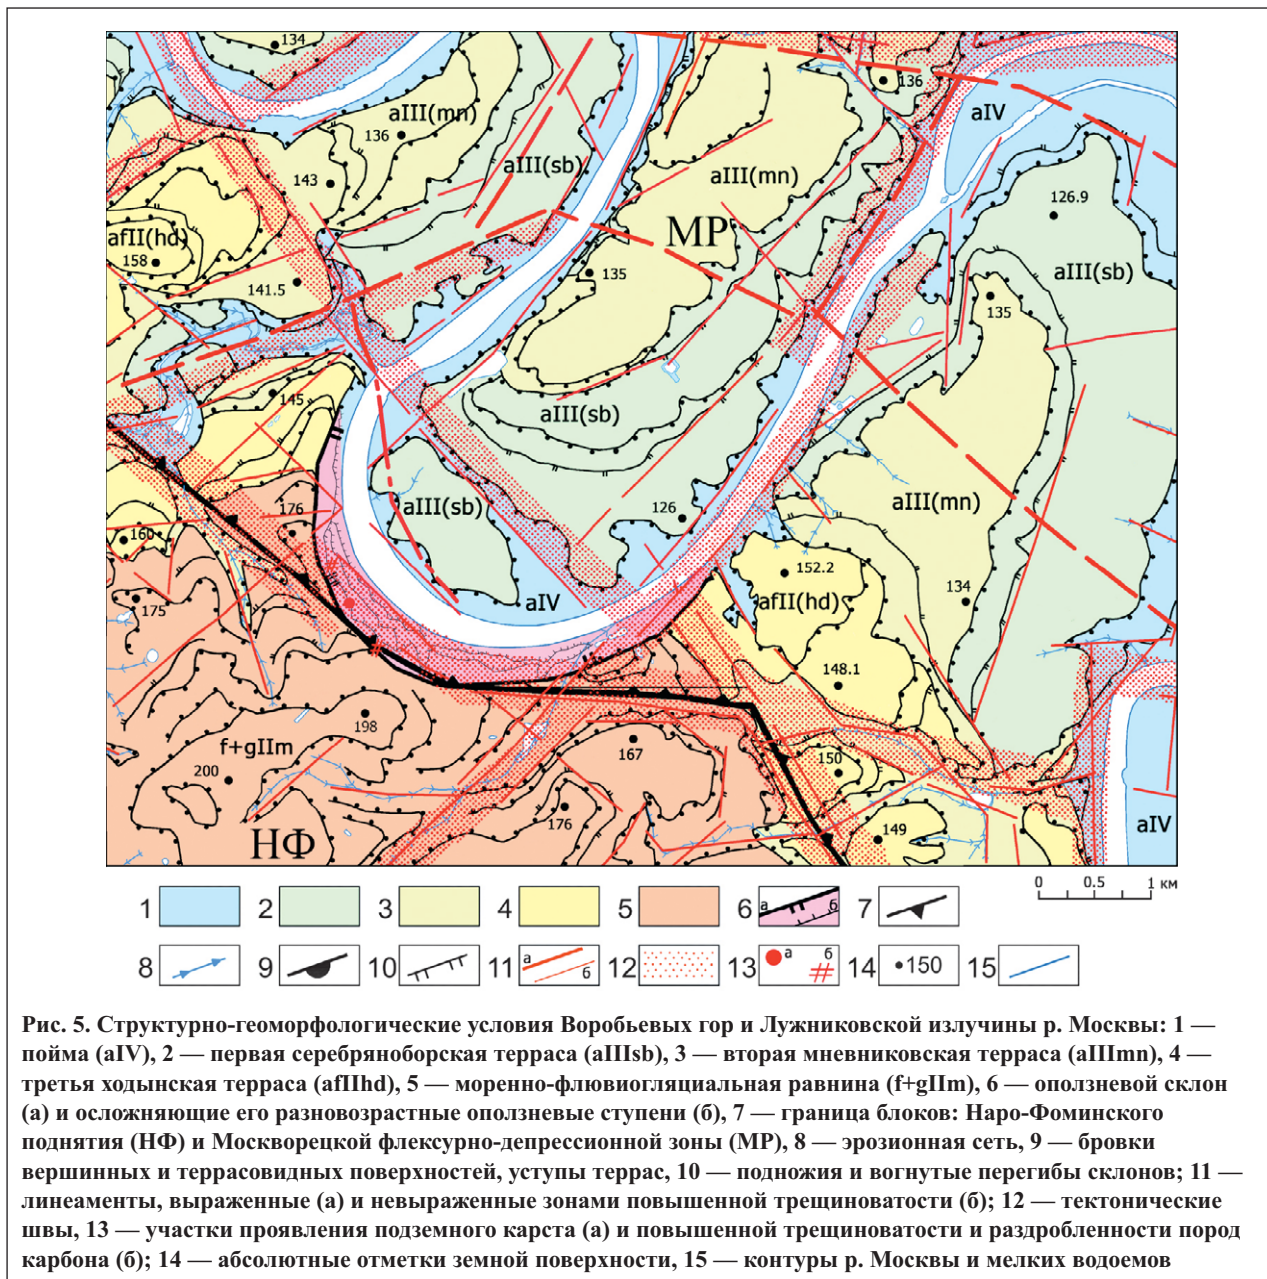 134
136
aIII(mn)
143
aIII(sb)
aIII(mn)
136
aIV
afII(hd)
158
141.5
МР
135
126.9
aIII(sb)
135
145
aIII(sb)
aIII(sb)
126
aIII(mn)
176
160
175
aIV
152.2
afII(hd)
134
148.1
198
f+gIIm
200
167
150
176
149
НФ
aIV
1 2 3 4 5 6 а б 7
0 0.5 1 км
8 9 10 11 а б 12 13 а б 14 150 15
Рис. 5. Структурно-геоморфологические условия Воробьевых гор и Лужниковской излучины р. Москвы: 1 —
пойма (aIV), 2 — первая серебряноборская терраса (aIIIsb), 3 — вторая мневниковская терраса (aIIImn), 4 —
третья ходынская терраса (afIIhd), 5 — моренно-флювиогляциальная равнина (f+gIIm), 6 — оползневой склон
(а) и осложняющие его разновозрастные оползневые ступени (б), 7 — граница блоков: Наро-Фоминского
поднятия (НФ) и Москворецкой флексурно-депрессионной зоны (МР), 8 — эрозионная сеть, 9 — бровки
вершинных и террасовидных поверхностей, уступы террас, 10 — подножия и вогнутые перегибы склонов; 11 —
линеаменты, выраженные (а) и невыраженные зонами повышенной трещиноватости (б); 12 — тектонические
швы, 13 — участки проявления подземного карста (а) и повышенной трещиноватости и раздробленности пород
карбона (б); 14 — абсолютные отметки земной поверхности, 15 — контуры р. Москвы и мелких водоемов